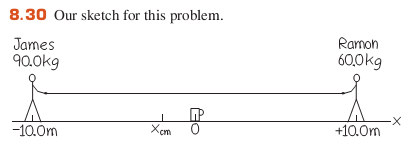 8.30 Our sketch for this problem.
James
90.0kg
Ramon
60.0kg
-10.0m
xcm
0
+10.0m
x